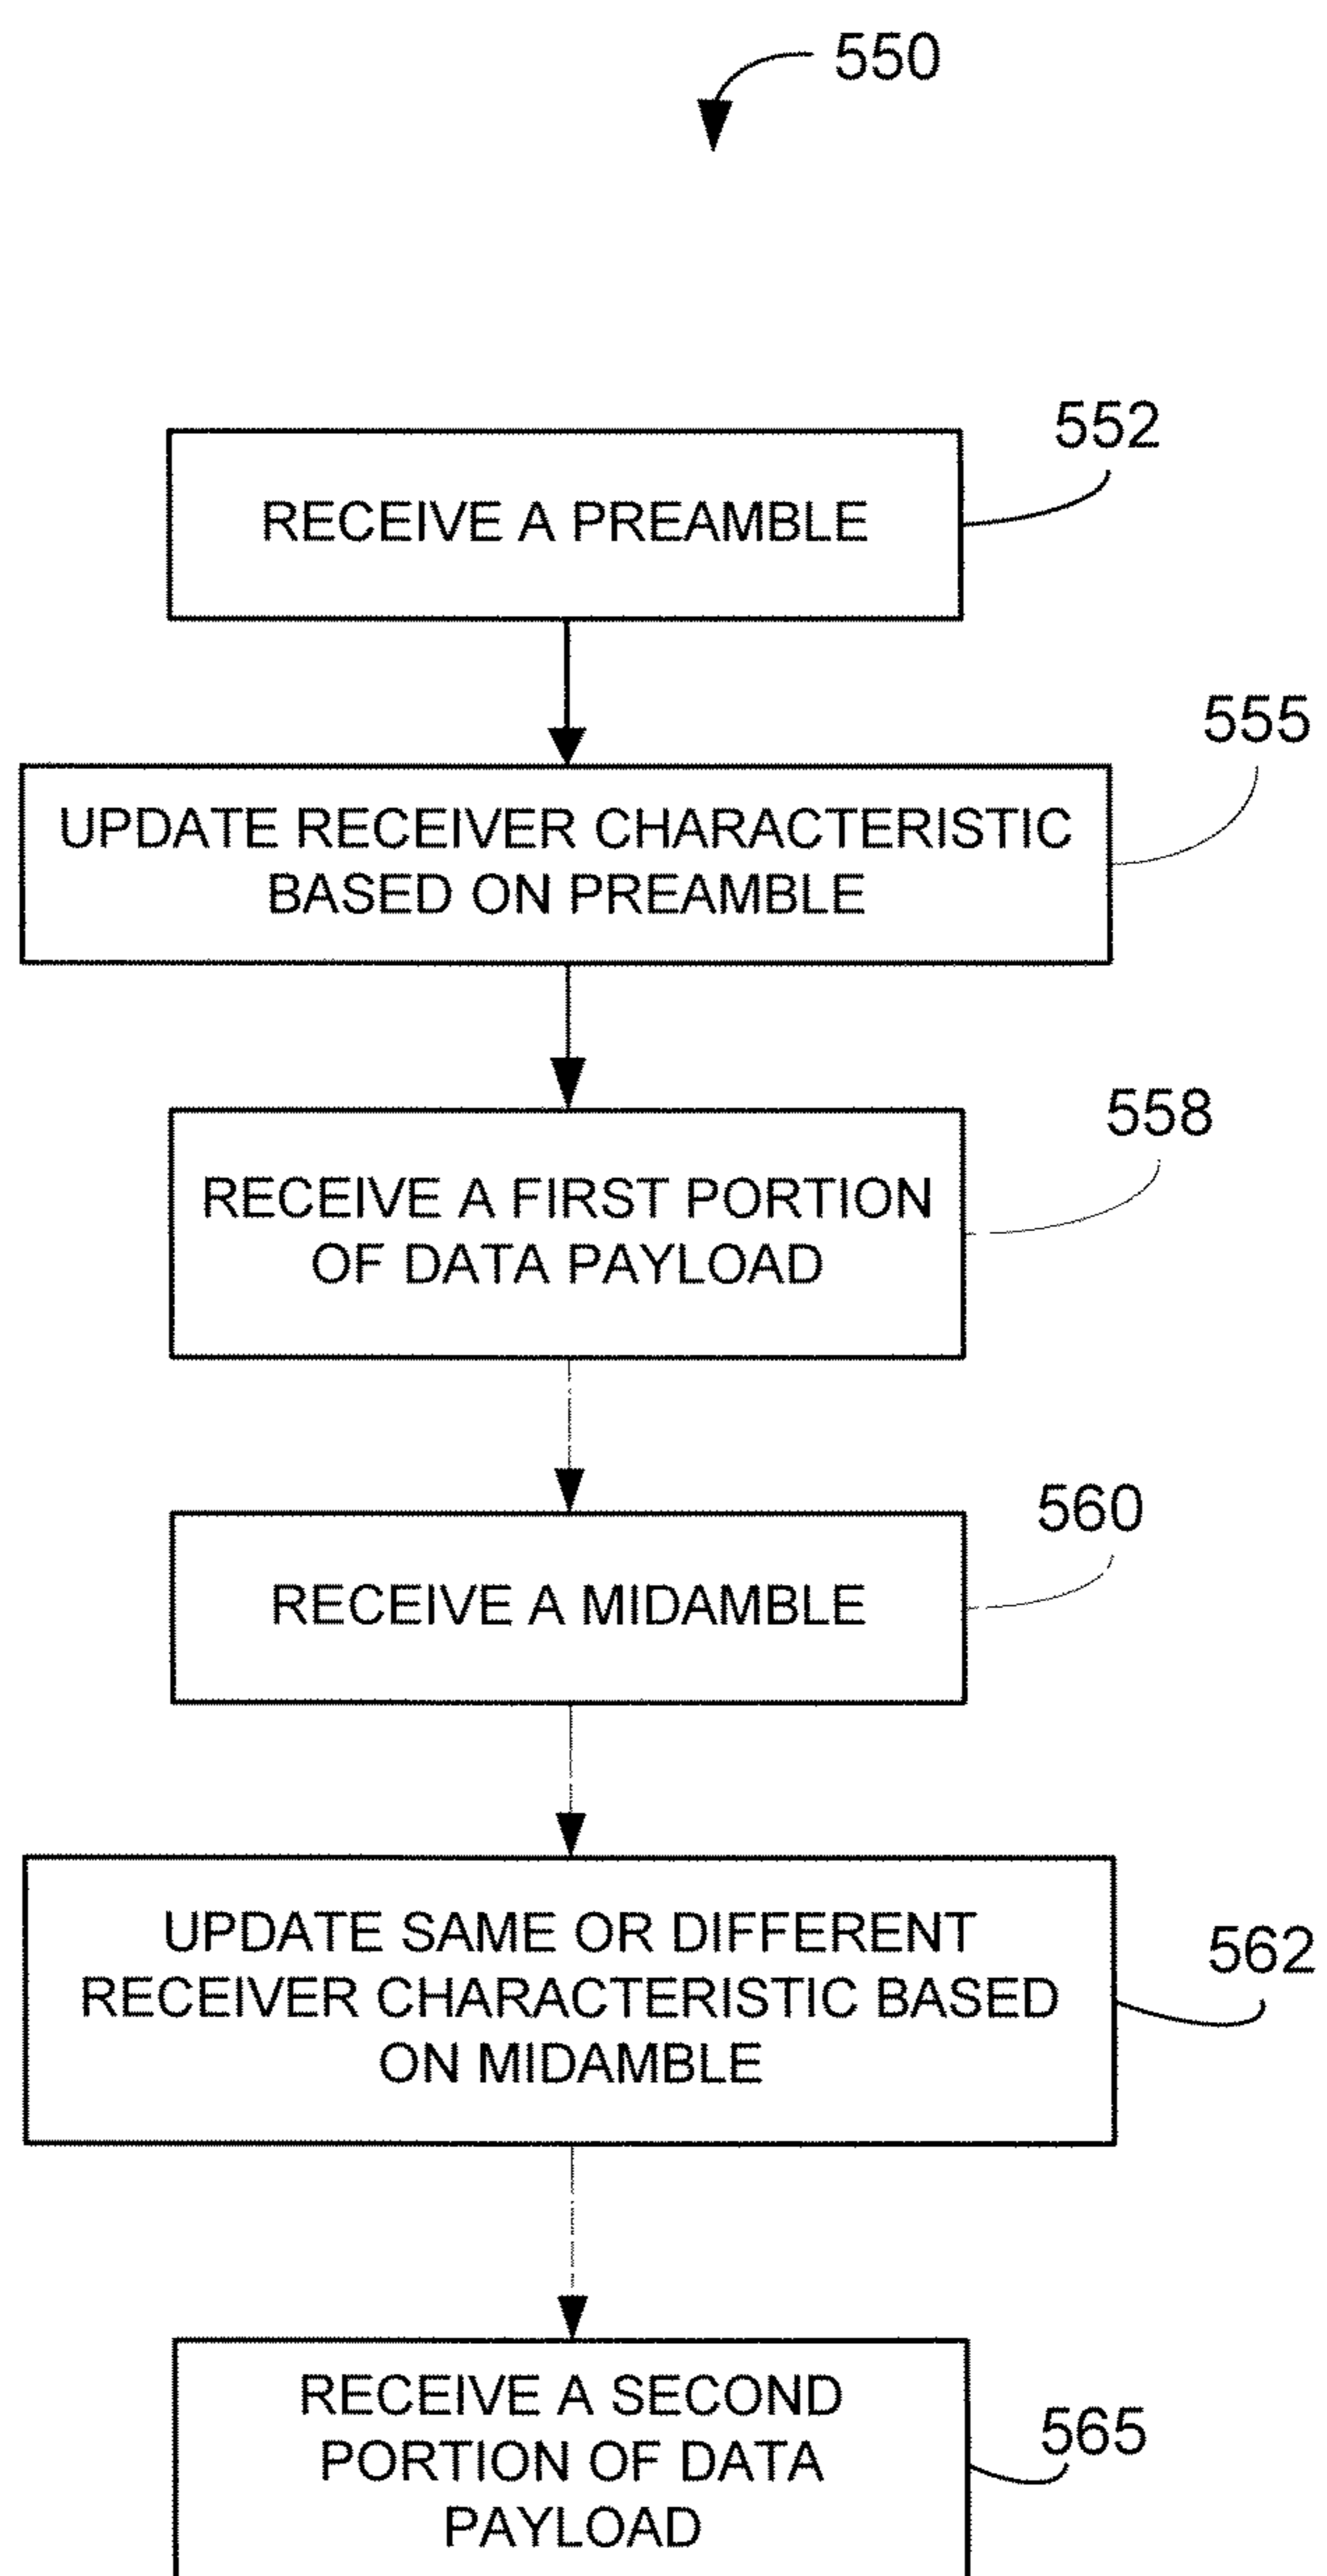 550
552
RECEIVE A PREAMBLE
555
UPDATE RECEIVER CHARACTERISTIC
BASED ON PREAMBLE
558
RECEIVE A FIRST PORTION
OF DATA PAYLOAD
560
RECEIVE A MIDAMBLE
562
UPDATE SAME OR DIFFERENT
RECEIVER CHARACTERISTIC BASED
ON MIDAMBLE
565
RECEIVE A SECOND
PORTION OF DATA
PAYLOAD